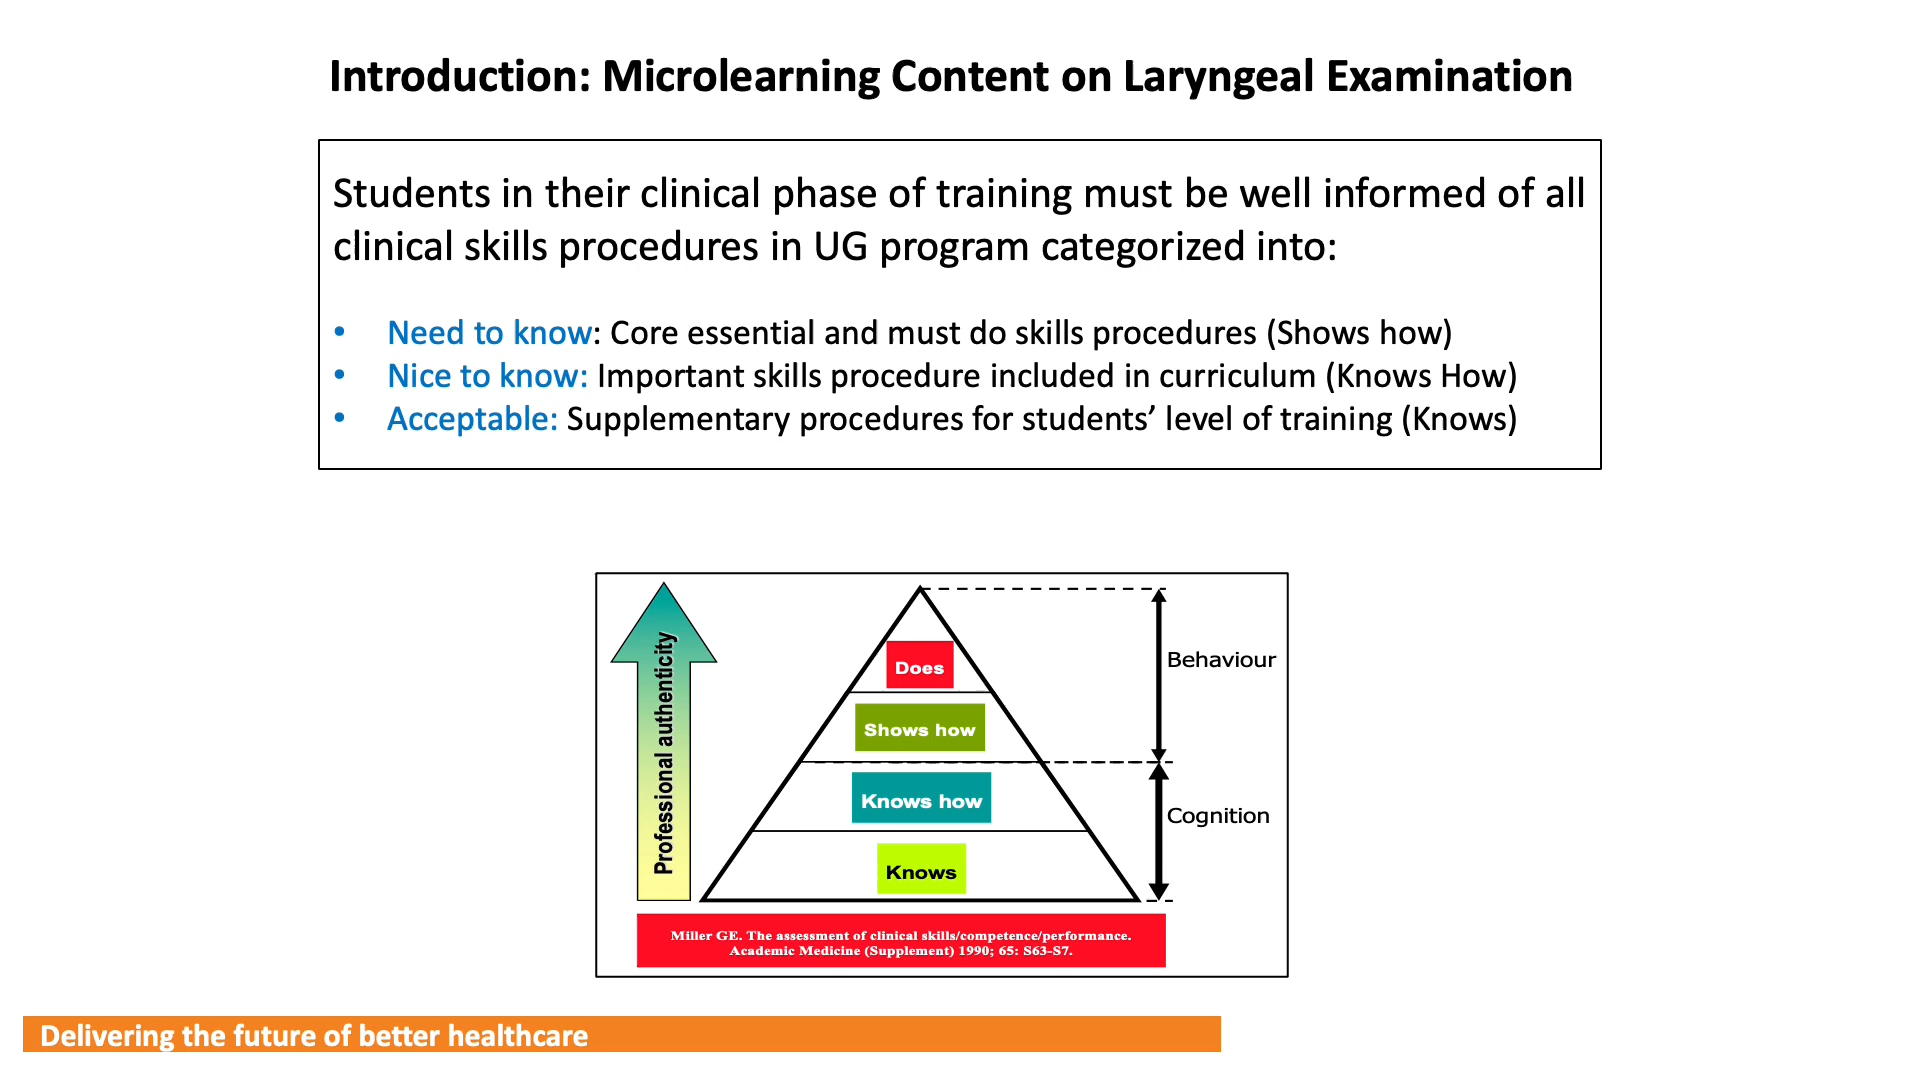 Introduction: Microlearning Content on Laryngeal Examination
Students in their clinical phase of training must be well informed of all
clinical skills procedures in UG program categorized into:
• Need to know: Core essential and must do skills procedures (Shows how)
• Nice to know: Important skills procedure included in curriculum (Knows How)
• Acceptable: Supplementary procedures for students’ level of training (Knows)
Professional authenticity
Does
Shows how
Knows how
Knows
Behaviour
Cognition
Miller GE. The assessment of clinical skills/competence/performance.
Academic Medicine (Supplement) 1990; 65: S63-S7.
Delivering the future of better healthcare